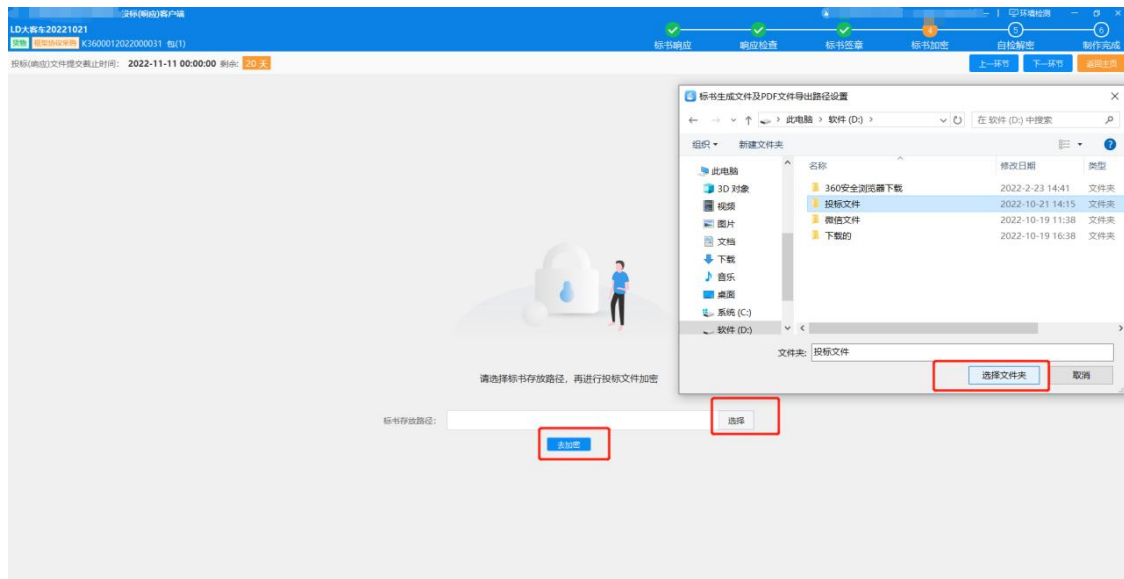 投标(响应)客户端
环境检测
LD大客车20221021
货物 框架协议采购 K3600012022000031 包(1)
标书响应 响应检查 标书签章 4 标书加密 5 自检解密 6 制作完成
投标(响应)文件提交截止时间: 2022-11-11 00:00:00 剩余: 20 天
上一环节 下一环节 返回主页
标书生成文件及PDF文件导出路径设置
此电脑 › 软件 (D:) ›
在 软件 (D:) 中搜索
组织 新建文件夹
名称 修改日期 类型
此电脑
3D 对象
视频
图片
文档
下载
音乐
桌面
系统 (C:)
软件 (D:)
360安全浏览器下载 2022-2-23 14:41 文件夹
投标文件 2022-10-21 14:15 文件夹
微信文件 2022-10-19 11:38 文件夹
下载的 2022-10-19 16:38 文件夹
文件夹: 投标文件
选择文件夹 取消
请选择标书存放路径，再进行投标文件加密
标书存放路径: 选择
去加密